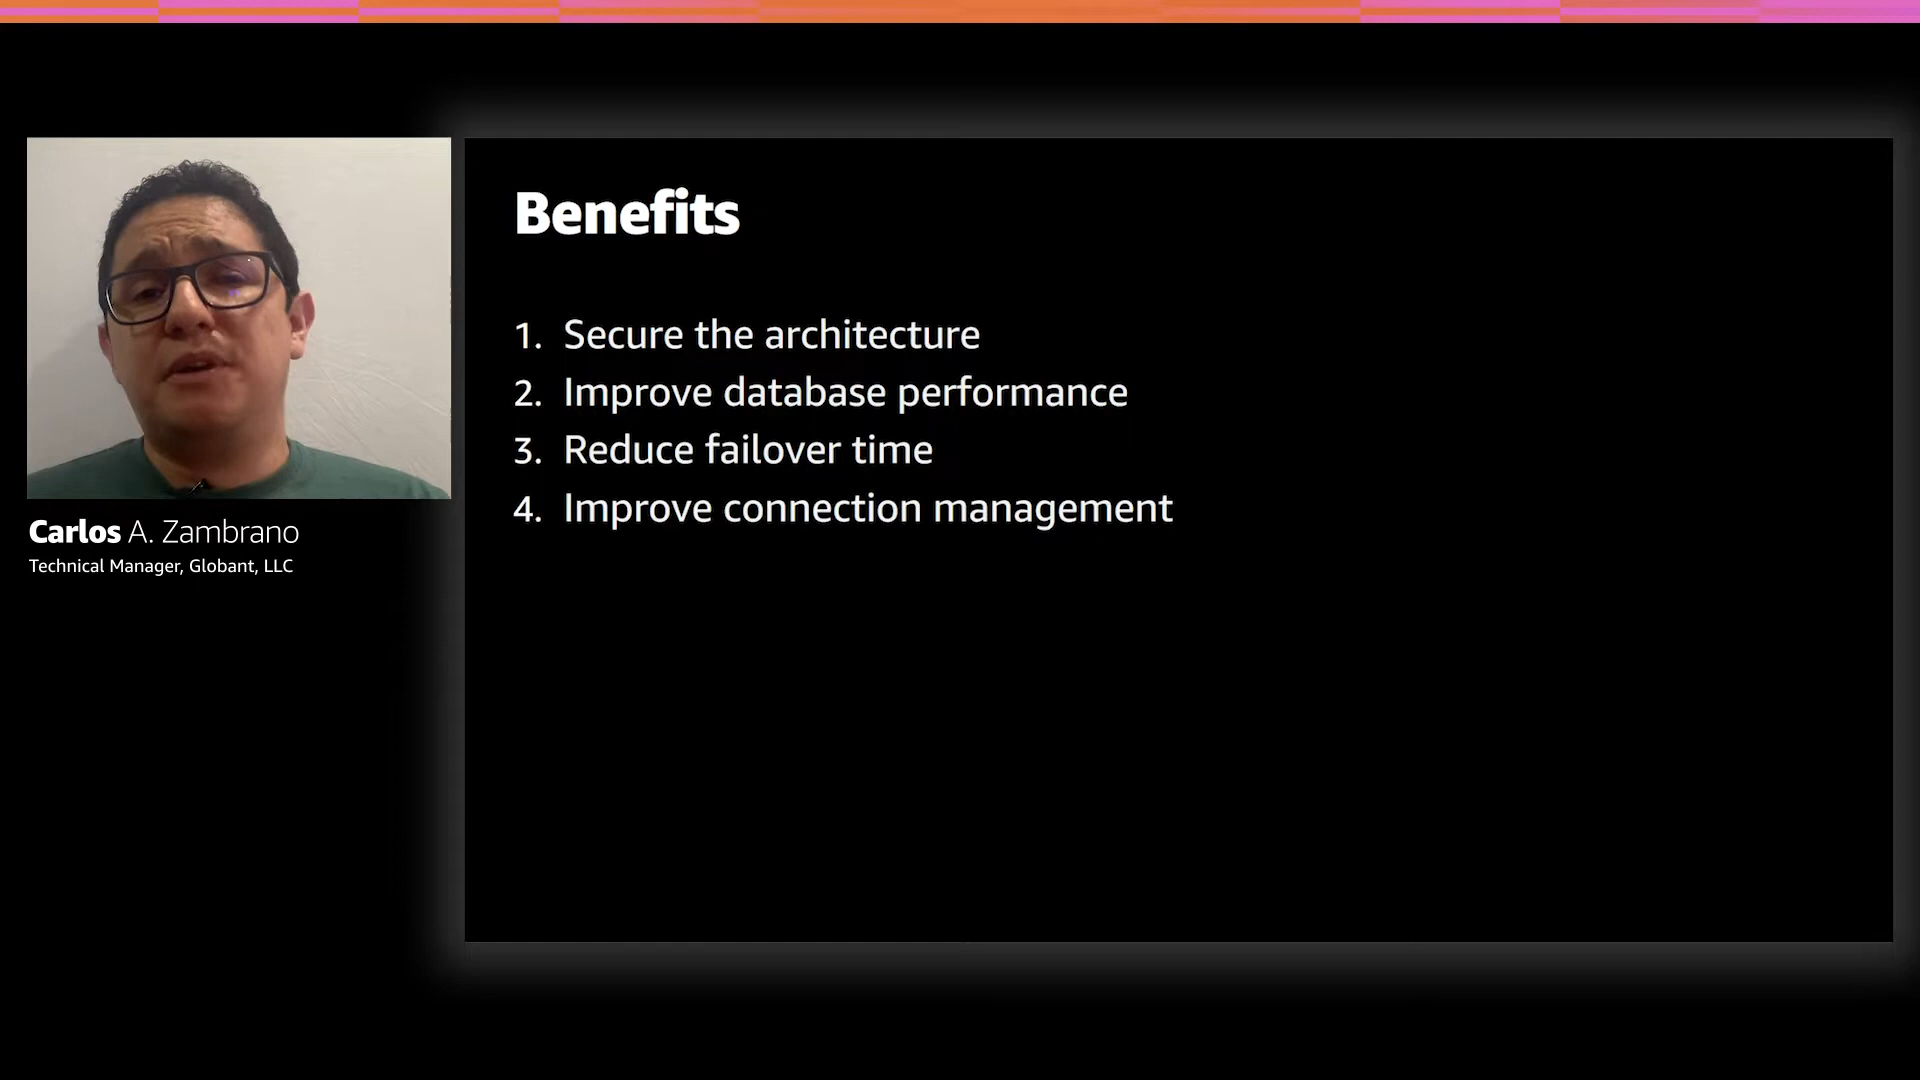 Benefits
1. Secure the architecture
2. Improve database performance
3. Reduce failover time
4. Improve connection management
Carlos A. Zambrano
Technical Manager, Globant, LLC